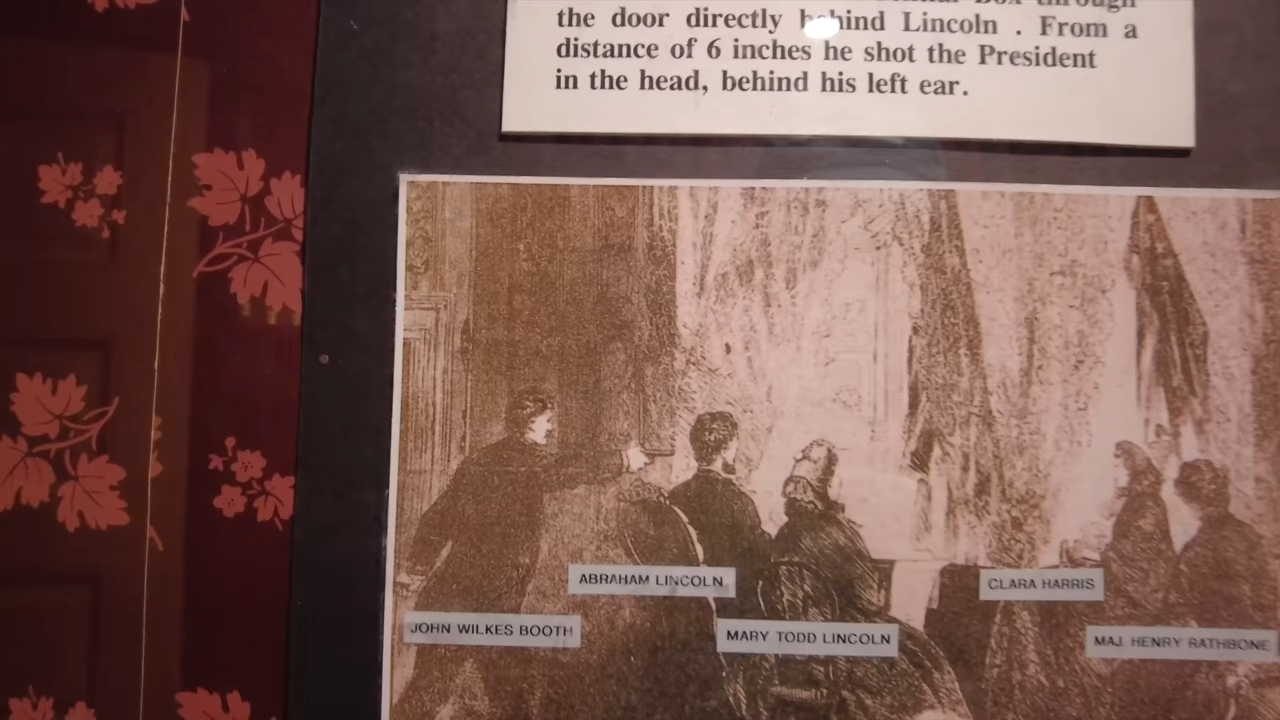 through
the door directly behind Lincoln . From a
distance of 6 inches he shot the President
in the head, behind his left ear.
ABRAHAM LINCOLN
CLARA HARRIS
JOHN WILKES BOOTH
MARY TODD LINCOLN
MAJ. HENRY RATHBONE